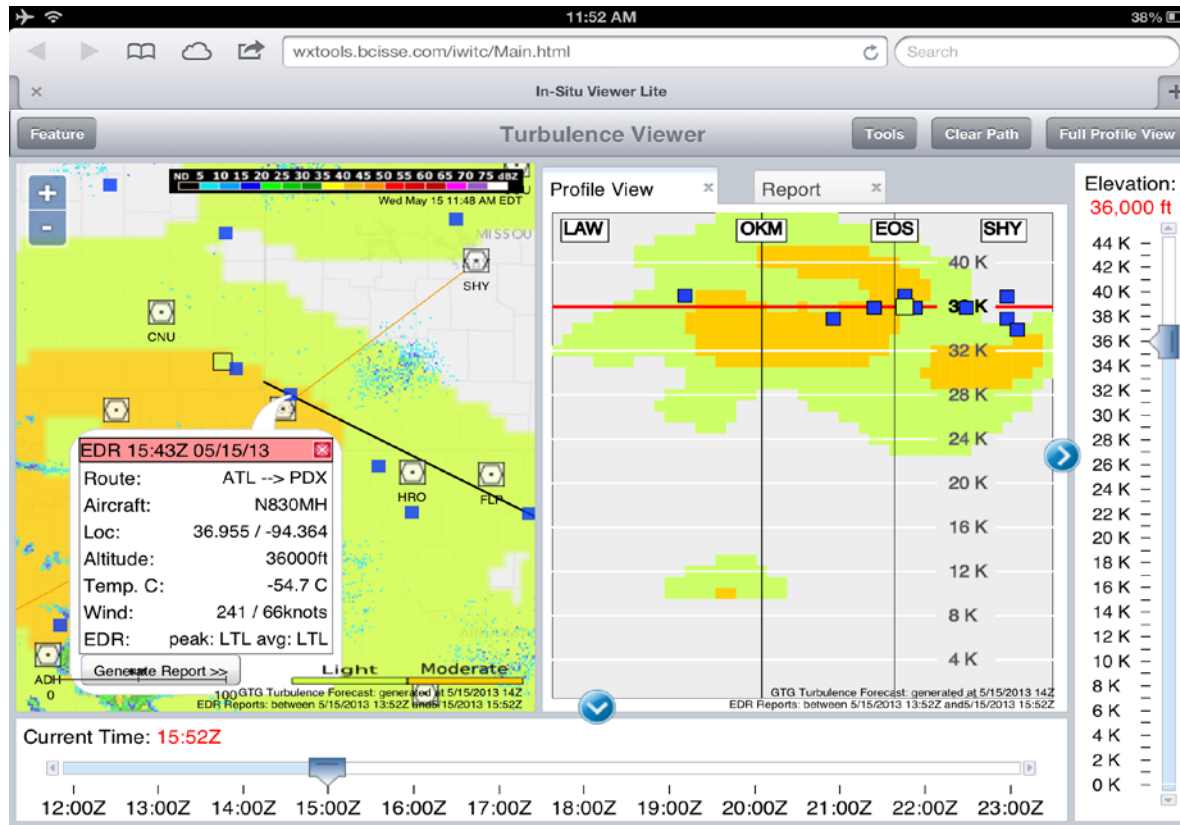 11:52 AM
38%
wxtools.bcisse.com/iwitc/Main.html
Search
In-Situ Viewer Lite
Feature
Turbulence Viewer
Tools
Clear Path
Full Profile View
ND 5 10 15 20 25 30 35 40 45 50 55 60 65 70 75 dBZ
Wed May 15 11:48 AM EDT
MISSOU
SHY
CNU
HRO
FLP
ADH
EDR 15:43Z 05/15/13
Route: ATL --> PDX
Aircraft: N830MH
Loc: 36.955 / -94.364
Altitude: 36000ft
Temp. C: -54.7 C
Wind: 241 / 66knots
EDR: peak: LTL avg: LTL
Generate Report >>
0
100
Light Moderate
GTG Turbulence Forecast: generated at 5/15/2013 14Z
EDR Reports: between 5/15/2013 13:52Z and5/15/2013 15:52Z
Profile View
Report
LAW OKM EOS SHY
40 K
32 K
28 K
24 K
20 K
16 K
12 K
8 K
4 K
GTG Turbulence Forecast: generated at 5/15/2013 14Z
EDR Reports: between 5/15/2013 13:52Z and5/15/2013 15:52Z
Elevation:
36,000 ft
44 K
42 K
40 K
38 K
36 K
34 K
32 K
30 K
28 K
26 K
24 K
22 K
20 K
18 K
16 K
14 K
12 K
10 K
8 K
6 K
4 K
2 K
0 K
Current Time: 15:52Z
12:00Z 13:00Z 14:00Z 15:00Z 16:00Z 17:00Z 18:00Z 19:00Z 20:00Z 21:00Z 22:00Z 23:00Z